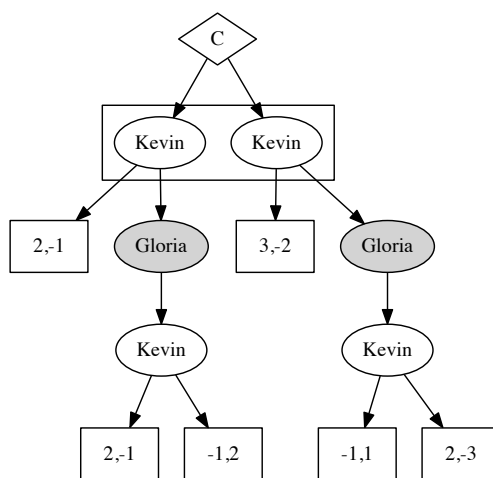 C
Kevin Kevin
2,-1 Gloria 3,-2 Gloria
Kevin Kevin
2,-1 -1,2 -1,1 2,-3